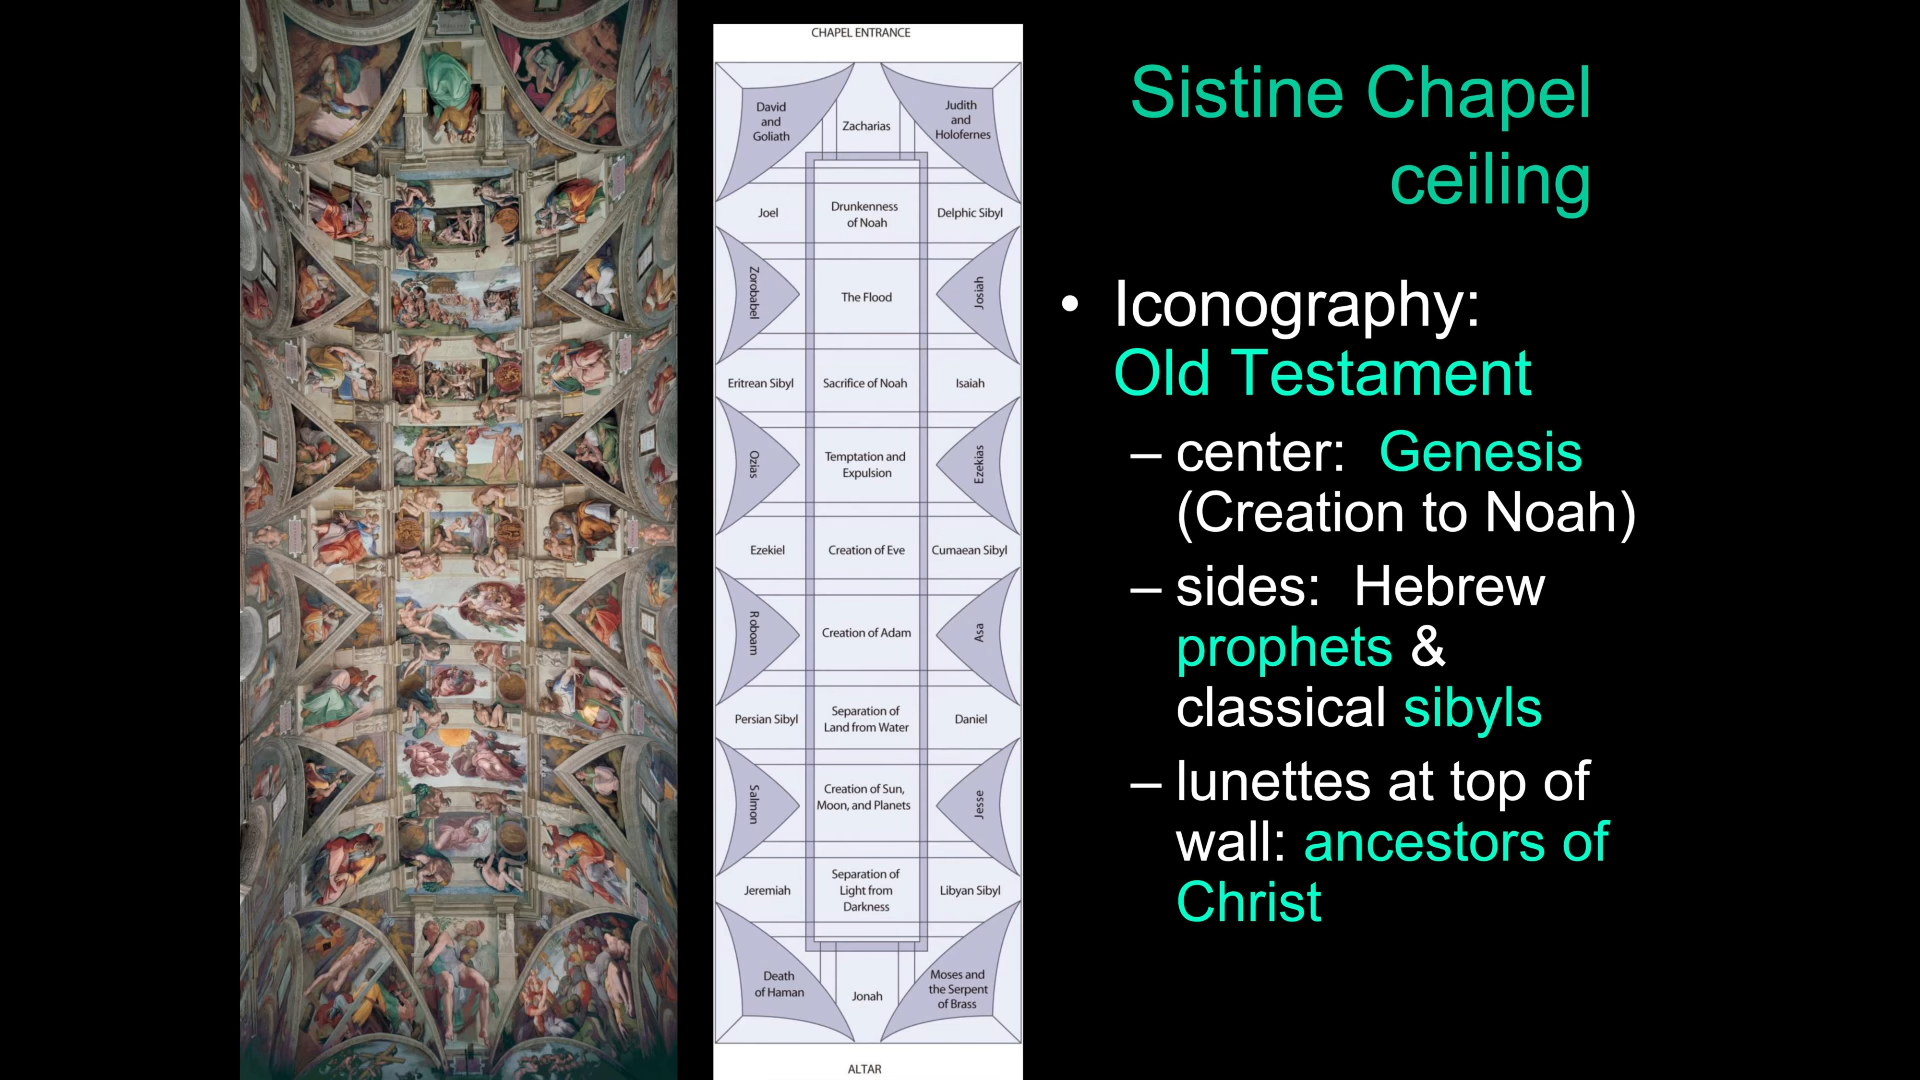 CHAPEL ENTRANCE
David
and
Goliath
Zacharias
Judith
and
Holofernes
Joel
Drunkenness
of Noah
Delphic Sibyl
Zorobabel
The Flood
Josiah
Eritrean Sibyl
Sacrifice of Noah
Isaiah
Ozias
Temptation and
Expulsion
Ezekias
Ezekiel
Creation of Eve
Cumaean Sibyl
Roboam
Creation of Adam
Asa
Persian Sibyl
Separation of
Land from Water
Daniel
Salmon
Creation of Sun,
Moon, and Planets
Jesse
Jeremiah
Separation of
Light from
Darkness
Libyan Sibyl
Death
of Haman
Jonah
Moses and
the Serpent
of Brass
ALTAR
Sistine Chapel
ceiling
• Iconography:
Old Testament
– center: Genesis
(Creation to Noah)
– sides: Hebrew
prophets &
classical sibyls
– lunettes at top of
wall: ancestors of
Christ